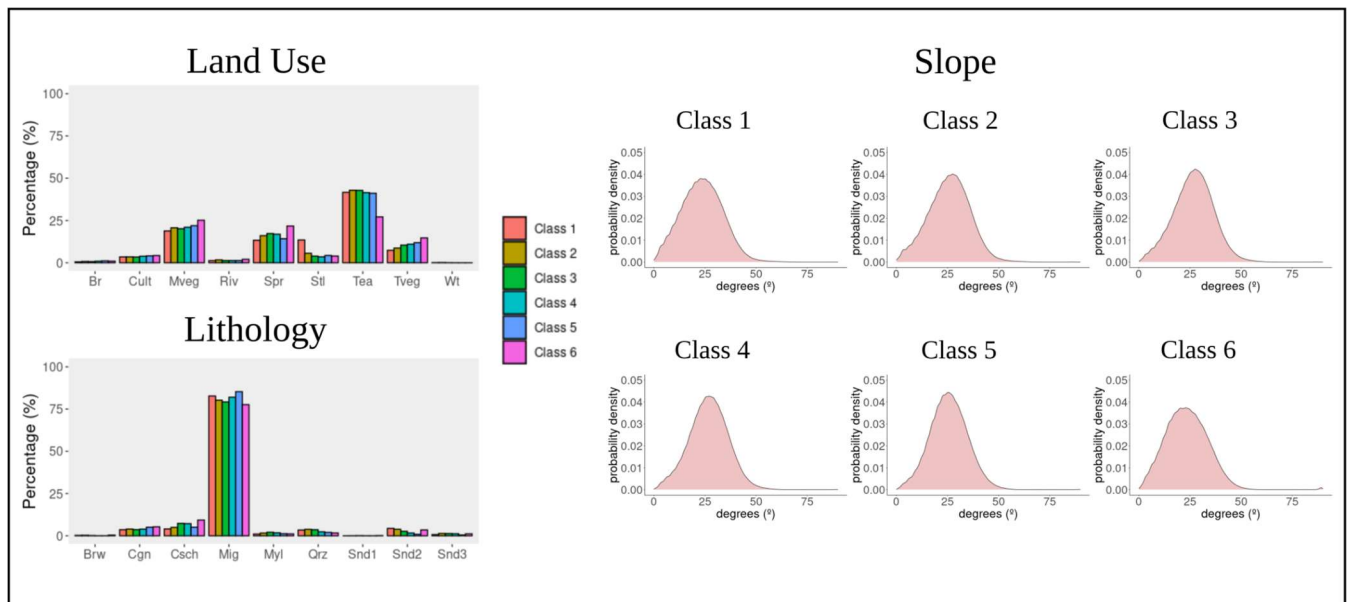 Land Use
Percentage (%)
100
75
50
25
0
Br Cult Mveg Riv Spr Stl Tea Tveg Wt
Lithology
Percentage (%)
100
75
50
25
0
Brw Cgn Csch Mig Myl Qrz Snd1 Snd2 Snd3
Class 1
Class 2
Class 3
Class 4
Class 5
Class 6
Slope
Class 1
probability density
0.05
0.04
0.03
0.02
0.01
0.00
0 25 50 75
degrees (º)
Class 2
probability density
0.05
0.04
0.03
0.02
0.01
0.00
0 25 50 75
degrees (º)
Class 3
probability density
0.05
0.04
0.03
0.02
0.01
0.00
0 25 50 75
degrees (º)
Class 4
probability density
0.05
0.04
0.03
0.02
0.01
0.00
0 25 50 75
degrees (º)
Class 5
probability density
0.05
0.04
0.03
0.02
0.01
0.00
0 25 50 75
degrees (º)
Class 6
probability density
0.05
0.04
0.03
0.02
0.01
0.00
0 25 50 75
degrees (º)